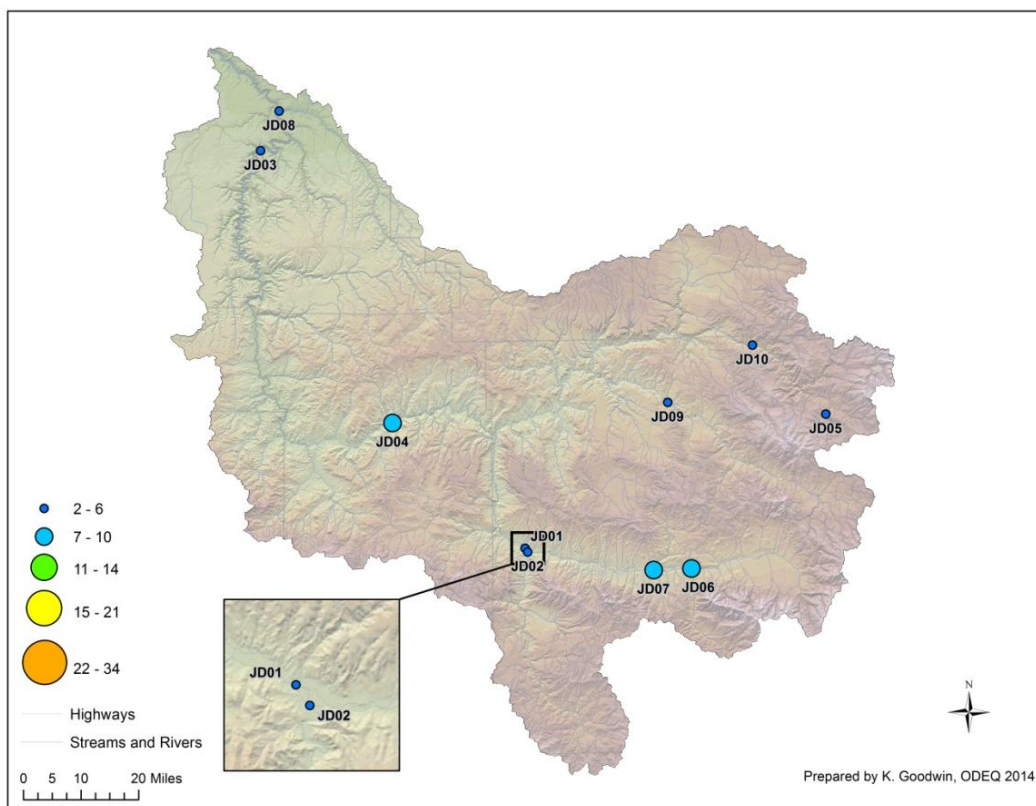 JD08
JD03
JD10
JD09
JD05
JD04
JD01
JD02
JD07
JD06
2 - 6
7 - 10
11 - 14
15 - 21
22 - 34
Highways
Streams and Rivers
0 5 10 20 Miles
JD01
JD02
N
Prepared by K. Goodwin, ODEQ 2014